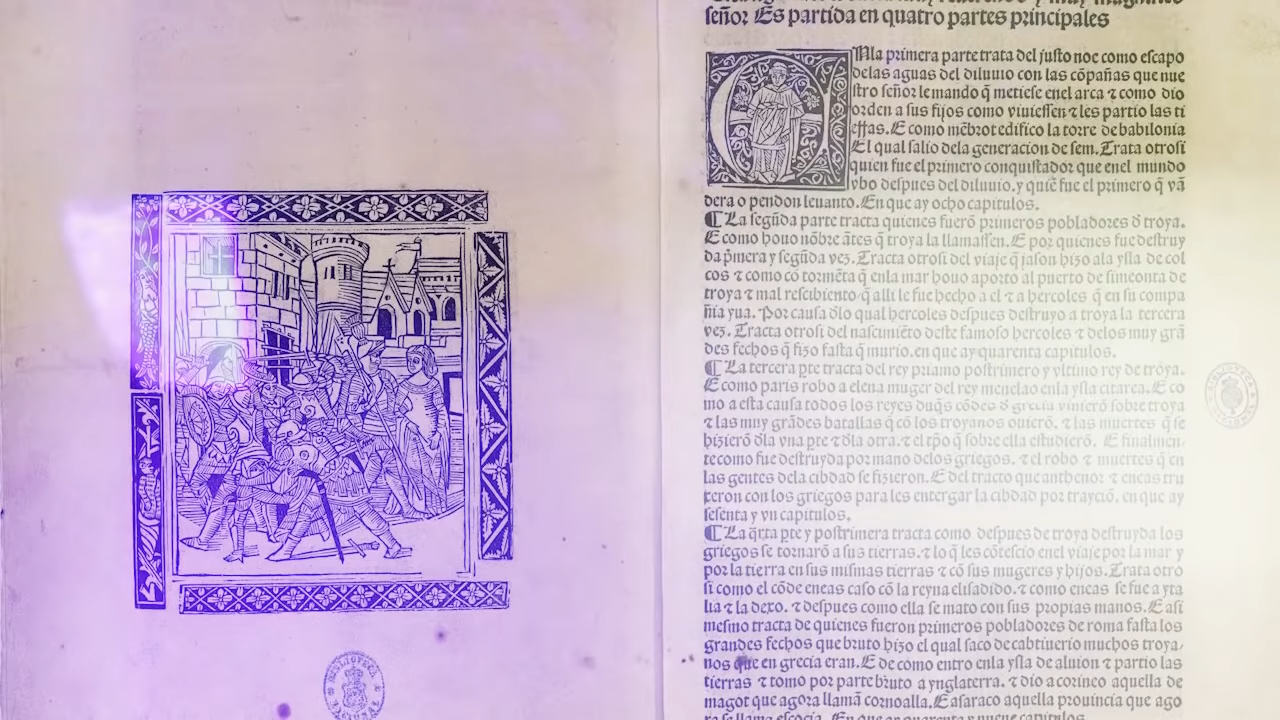 señor Es partida en quatro partes principales
ENla primera parte trata del justo noe como escapo
delas aguas del diluuio con las cõpañas que nue
stro señor le mando q̃ metiese enel arca ⁊ como dio
orden a sus fijos como viuiessen ⁊ les partio las ti
erras. E como mẽbrot edifico la torre de babilonia
El qual salio dela generacion de sem. Trata otrosi
quien fue el primero conquistador que enel mundo
vbo despues del diluuio. y quiẽ fue el primero q̃ vã
dera o pendon leuanto. En que ay ocho capitulos.
¶ La segũda parte tracta quienes fuerõ primeros pobladores d̃ troya.
E como houo nõbre ãtes q̃ troya la llamassen. E por quienes fue destruy
da p̃mera y segũda vez. Tracta otrosi del viaje q̃ jason hizo ala ysla de col
cos ⁊ como cõ tormẽta q̃ enla mar houo aporto al puerto de simeonta de
troya ⁊ mal rescibiento q̃ alli le fue hecho a el ⁊ a hercoles q̃ en su compa
ñia yua. Por causa d̃lo qual hercoles despues destruyo a troya la tercera
vez. Tracta otrosi del nascimiẽto deste famoso hercoles ⁊ delos muy grã
des fechos q̃ fizo fasta q̃ murio. en que ay quarenta capitulos.
¶ La tercera p̃te tracta del rey priamo postrimero y vltimo rey de troya.
E como paris robo a elena muger del rey menelao enla ysla citarea. E co
mo a esta causa todos los reyes duq̃s cõdes d̃ grecia vinierõ sobre troya
⁊ las muy grãdes batallas q̃ cõ los troyanos ouierõ. ⁊ las muertes q̃ se
hizierõ d̃la vna p̃te ⁊ d̃la otra. ⁊ el tp̃o q̃ sobre ella estudierõ. E finalmen
te como fue destruyda por mano delos griegos. ⁊ el robo ⁊ muertes q̃ en
las gentes dela cibdad se fizieron. E del tracto que anthenor ⁊ eneas tru
xeron con los griegos para les entergar la cibdad por trayciõ. en que ay
sesenta y vn capitulos.
¶ La q̃rta p̃te y postrimera tracta como despues de troya destruyda los
griegos se tornarõ a sus tierras. ⁊ lo q̃ les cõtescio enel viaje por la mar y
por la tierra en sus mismas tierras ⁊ cõ sus mugeres y hijos. Trata otro
si como el cõde eneas caso cõ la reyna elisa dido. ⁊ como eneas se fue a yta
lia ⁊ la dexo. ⁊ despues como ella se mato con sus propias manos. E asi
mesmo tracta de quienes fueron primeros pobladores de roma fasta los
grandes fechos que bruto hizo el qual saco de cabtiuerio muchos troya-
nos que en grecia eran. E de como entro enla ysla de aluion ⁊ partio las
tierras ⁊ tomo por parte bruto a ynglaterra. ⁊ dio a corineo aquella de
magot que agora llamã cornoalla. E asaraco aquella prouincia que ago
ra se llama escocia. En que ay quarenta y nueue capitulos
BIBLIOTECA